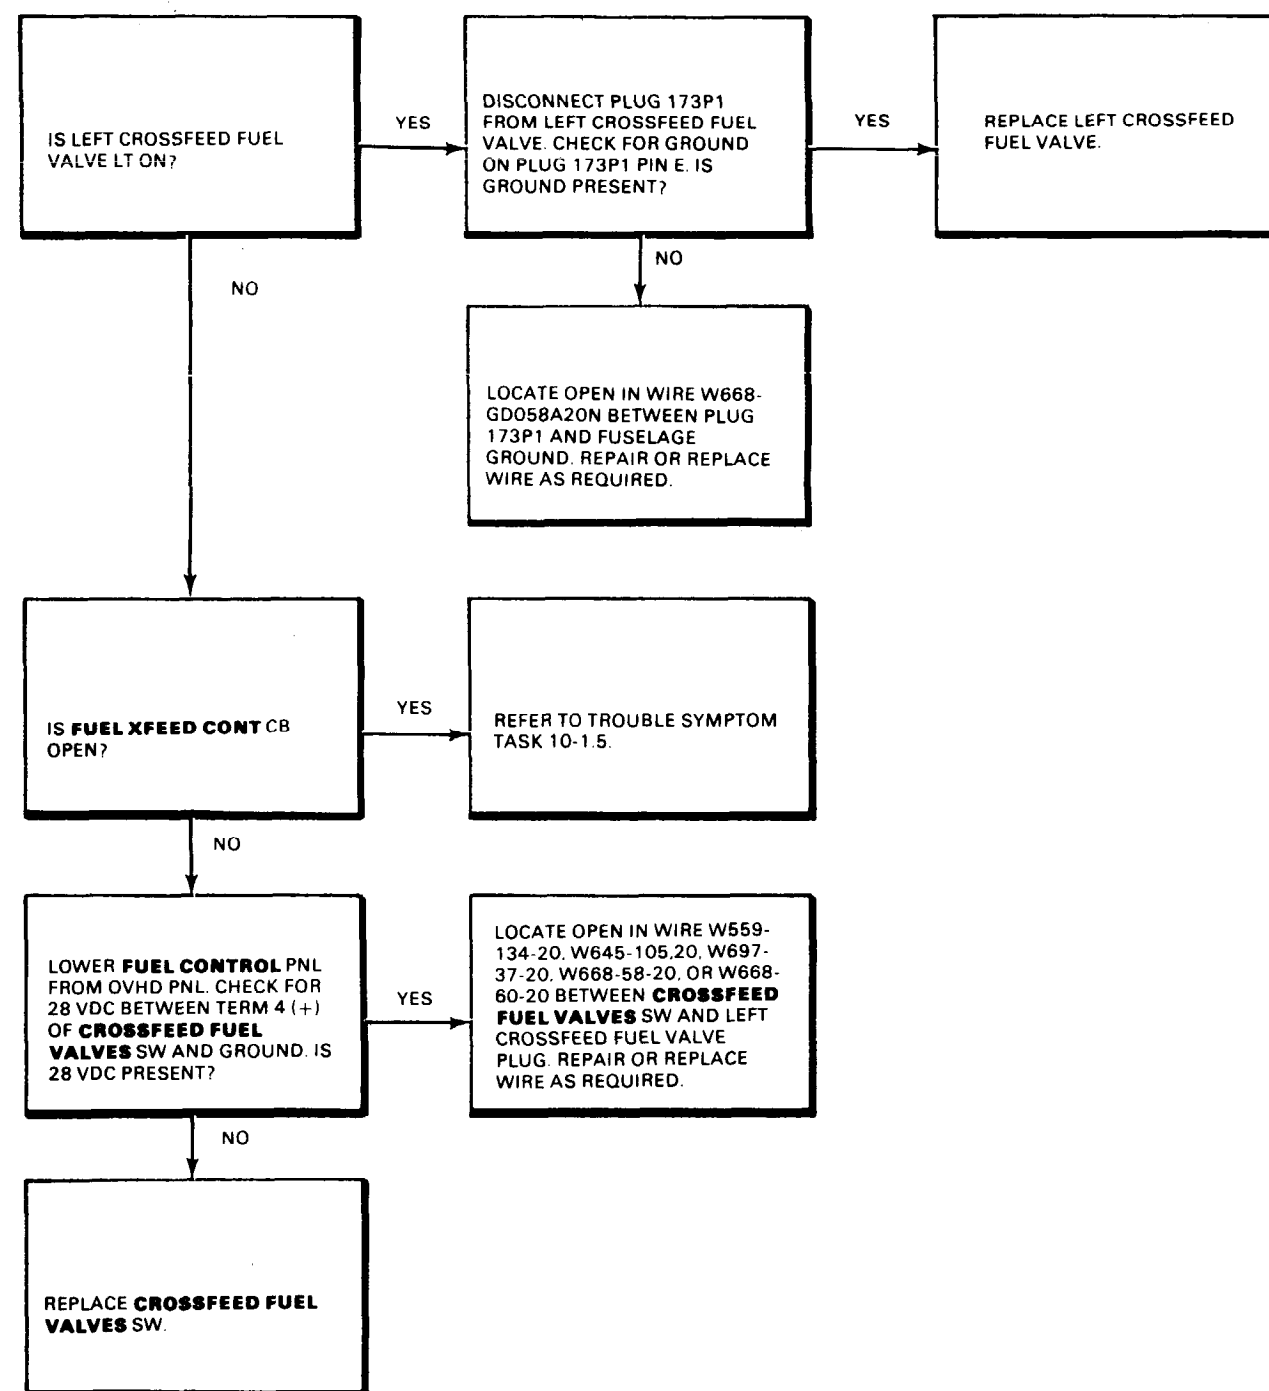 IS LEFT CROSSFEED FUEL
VALVE LT ON?
YES
DISCONNECT PLUG 173P1
FROM LEFT CROSSFEED FUEL
VALVE. CHECK FOR GROUND
ON PLUG 173P1 PIN E. IS
GROUND PRESENT?
YES
REPLACE LEFT CROSSFEED
FUEL VALVE.
NO
NO
LOCATE OPEN IN WIRE W668-
GD058A20N BETWEEN PLUG
173P1 AND FUSELAGE
GROUND. REPAIR OR REPLACE
WIRE AS REQUIRED.
IS FUEL XFEED CONT CB
OPEN?
YES
REFER TO TROUBLE SYMPTOM
TASK 10-1.5.
NO
LOWER FUEL CONTROL PNL
FROM OVHD PNL. CHECK FOR
28 VDC BETWEEN TERM 4 (+)
OF CROSSFEED FUEL
VALVES SW AND GROUND. IS
28 VDC PRESENT?
YES
LOCATE OPEN IN WIRE W559-
134-20, W645-105,20, W697-
37-20, W668-58-20, OR W668-
60-20 BETWEEN CROSSFEED
FUEL VALVES SW AND LEFT
CROSSFEED FUEL VALVE
PLUG. REPAIR OR REPLACE
WIRE AS REQUIRED.
NO
REPLACE CROSSFEED FUEL
VALVES SW.